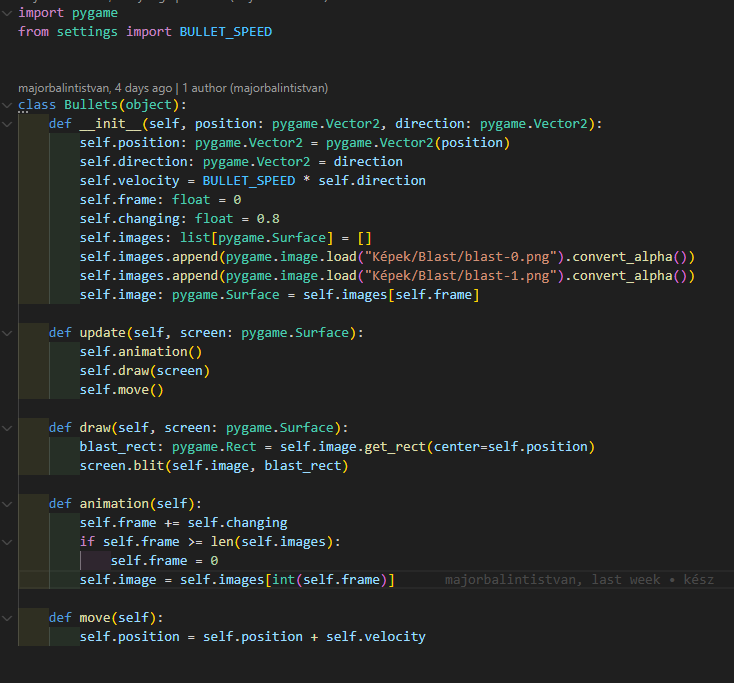 import pygame
from settings import BULLET_SPEED
majorbalintistvan, 4 days ago | 1 author (majorbalintistvan)
class Bullets(object):
    def __init__(self, position: pygame.Vector2, direction: pygame.Vector2):
        self.position: pygame.Vector2 = pygame.Vector2(position)
        self.direction: pygame.Vector2 = direction
        self.velocity = BULLET_SPEED * self.direction
        self.frame: float = 0
        self.changing: float = 0.8
        self.images: list[pygame.Surface] = []
        self.images.append(pygame.image.load("Képek/Blast/blast-0.png").convert_alpha())
        self.images.append(pygame.image.load("Képek/Blast/blast-1.png").convert_alpha())
        self.image: pygame.Surface = self.images[self.frame]
    def update(self, screen: pygame.Surface):
        self.animation()
        self.draw(screen)
        self.move()
    def draw(self, screen: pygame.Surface):
        blast_rect: pygame.Rect = self.image.get_rect(center=self.position)
        screen.blit(self.image, blast_rect)
    def animation(self):
        self.frame += self.changing
        if self.frame >= len(self.images):
            self.frame = 0
        self.image = self.images[int(self.frame)] majorbalintistvan, last week • kész
    def move(self):
        self.position = self.position + self.velocity